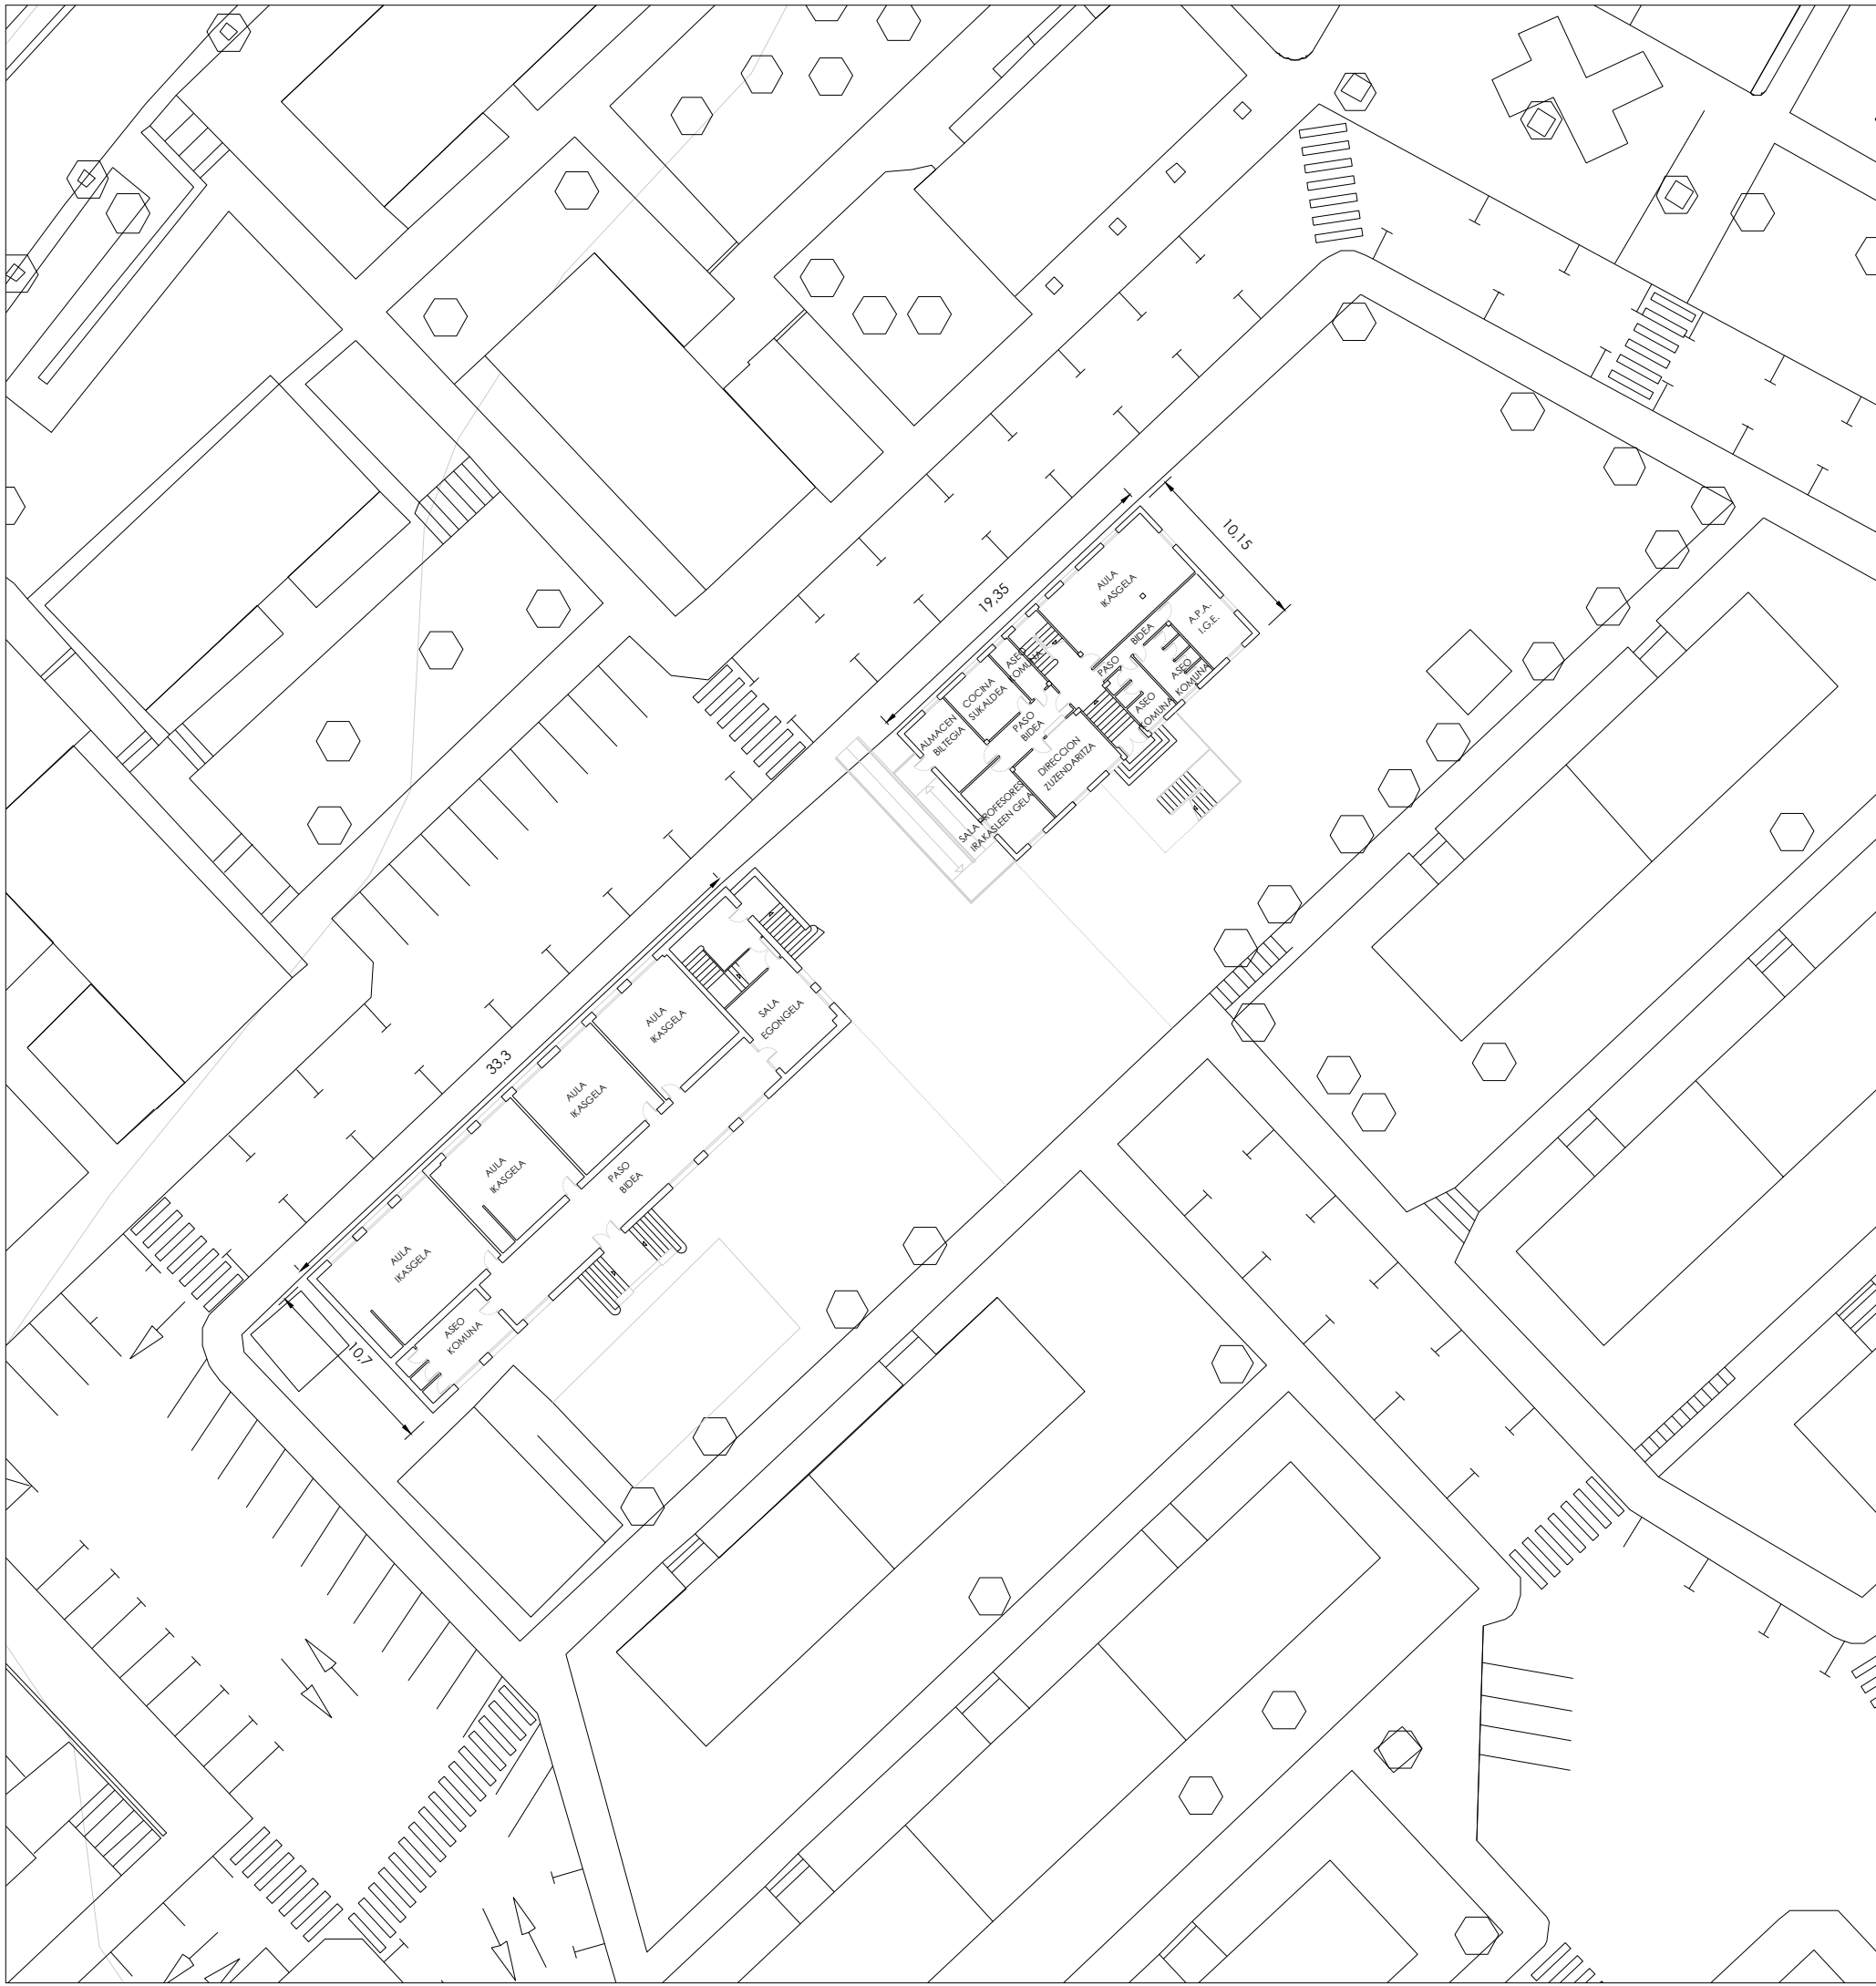 10,15
19,35
AULA
IKASGELA
A.P.A.
I.G.E.
PASO
BIDEA
ASEO
KOMUNA
ASEO
KOMUNA
ASEO
KOMUNA
COCINA
SUKALDEA
ALMACEN
BILTEGIA
PASO
BIDEA
DIRECCION
ZUZENDARITZA
SALA PROFESORES
IRAKASLEEN GELA
33,3
SALA
EGONGELA
AULA
IKASGELA
AULA
IKASGELA
AULA
IKASGELA
AULA
IKASGELA
PASO
BIDEA
ASEO
KOMUNA
10,7